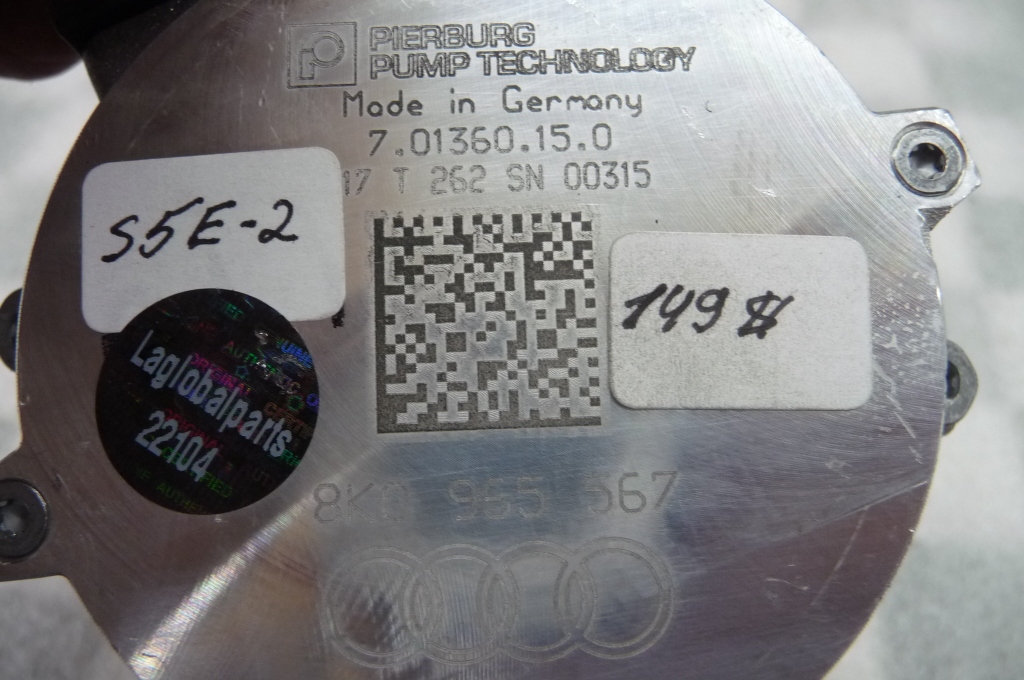 PIERBURG
PUMP TECHNOLOGY
Made in Germany
7.01360.15.0
17 T 262 SN 00315
S5E-2
149 $
Laglobalparts
22104
965 567